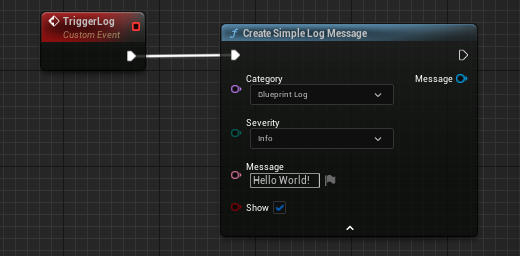 TriggerLog
Custom Event
f Create Simple Log Message
Category
Message
Blueprint Log
Severity
Info
Message
Hello World!
Show